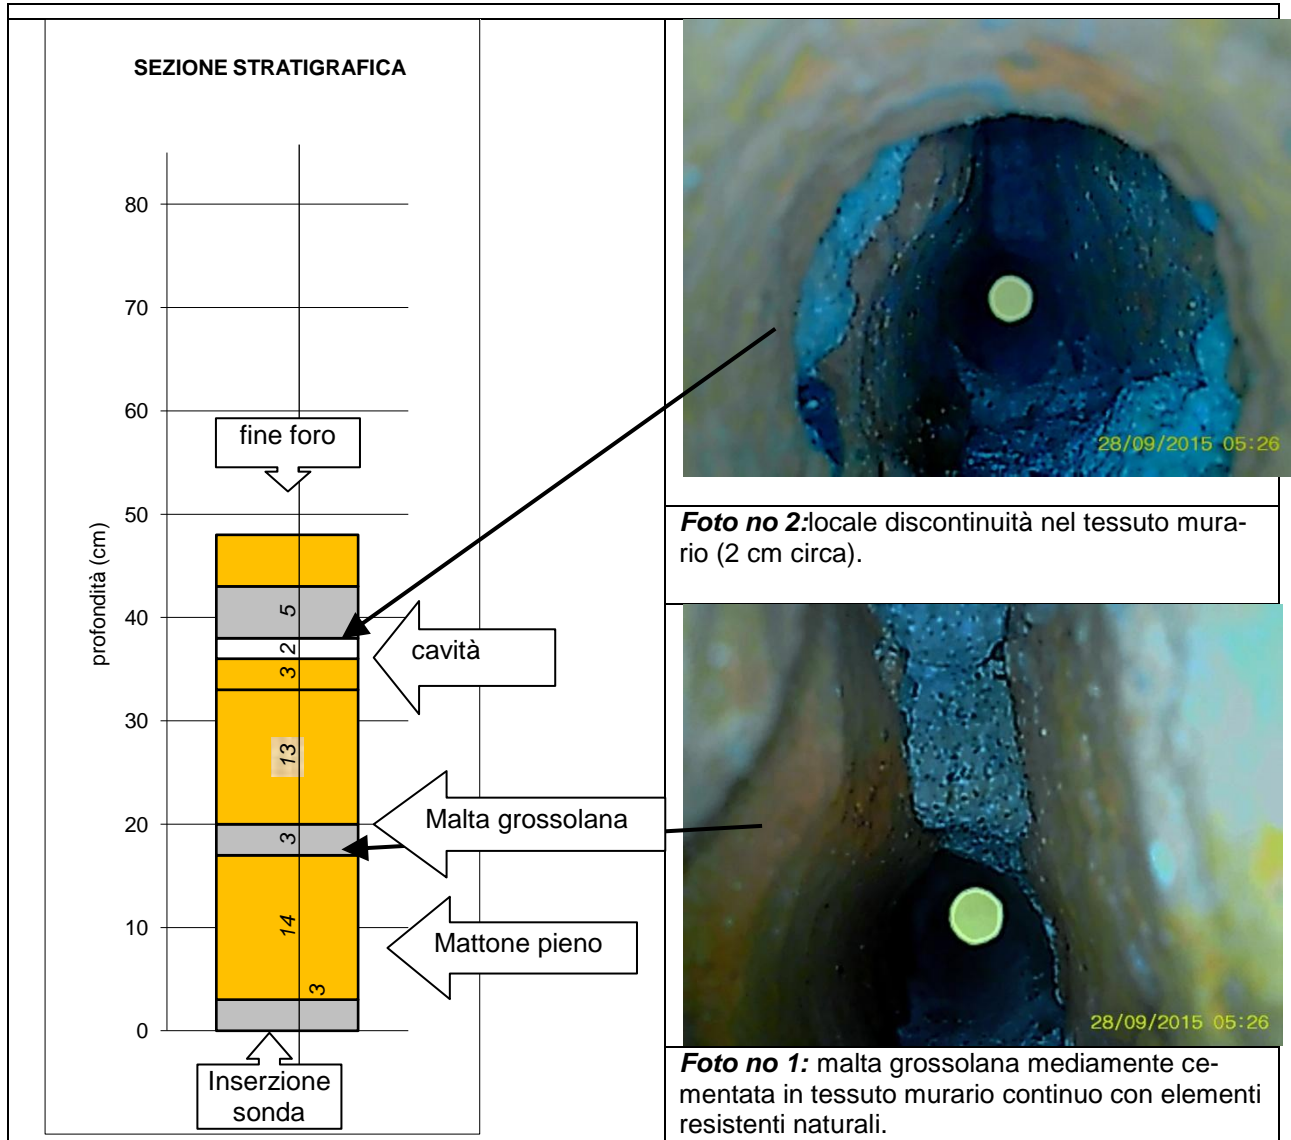 SEZIONE STRATIGRAFICA
80
70
60
fine foro
50
profondità (cm)
5
40
2
cavità
3
30
13
20
3
Malta grossolana
14
10
Mattone pieno
3
0
Inserzione
sonda
28/09/2015 05:26
Foto no 2:locale discontinuità nel tessuto mura-
rio (2 cm circa).
28/09/2015 05:26
Foto no 1: malta grossolana mediamente ce-
mentata in tessuto murario continuo con elementi
resistenti naturali.